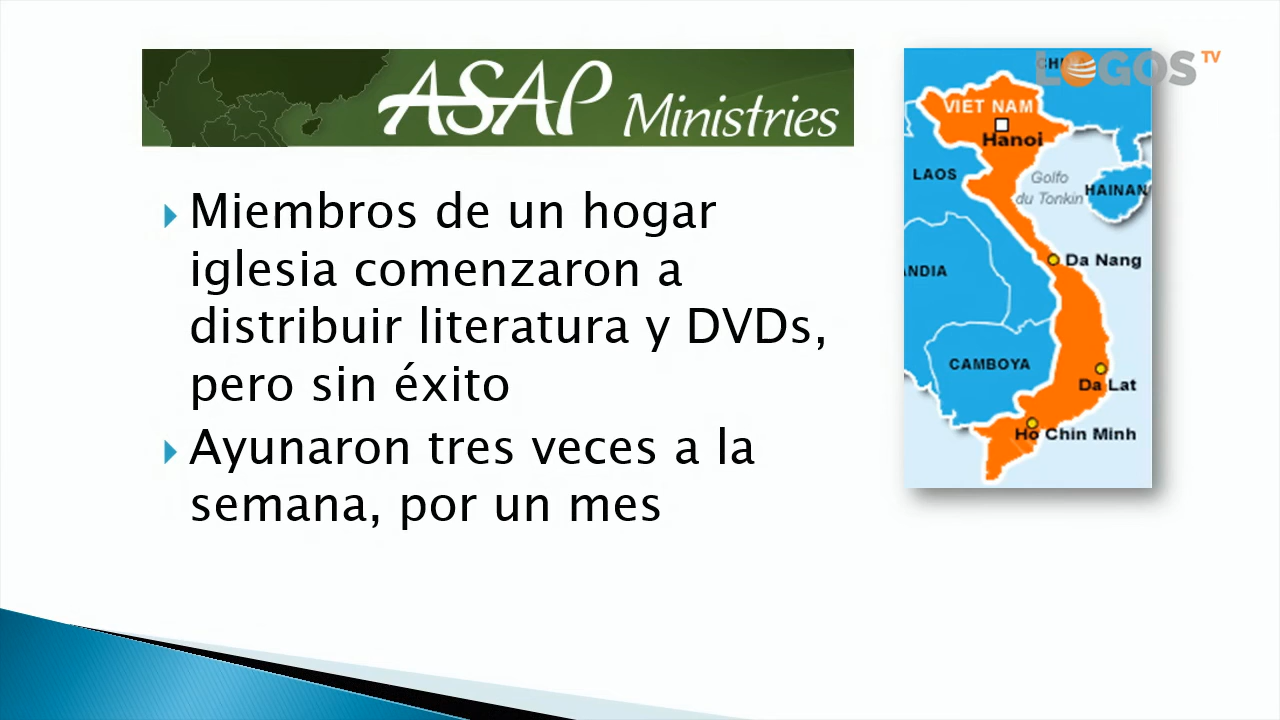 ASAP Ministries
LOGOS TV
Miembros de un hogar
iglesia comenzaron a
distribuir literatura y DVDs,
pero sin éxito
Ayunaron tres veces a la
semana, por un mes
VIET NAM
Hanoi
LAOS
Golfo
du Tonkin
HAINAN
Da Nang
ANDIA
CAMBOYA
Da Lat
Ho Chin Minh